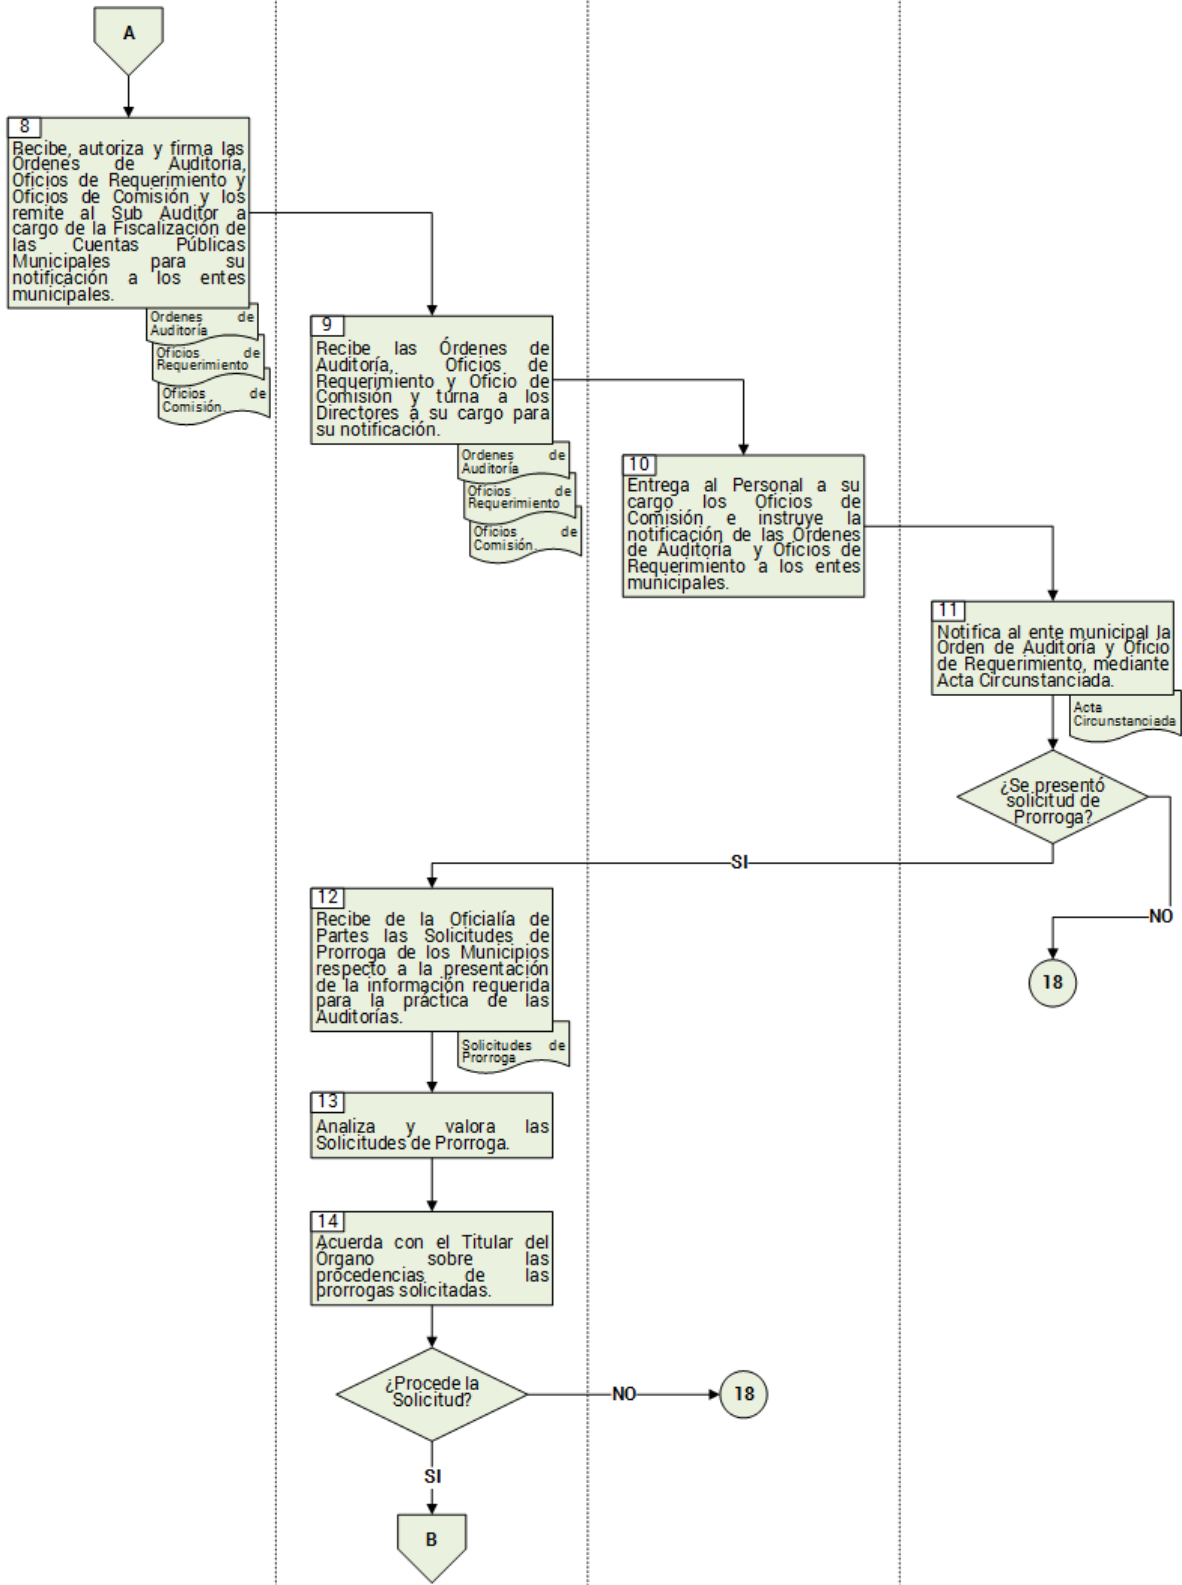 A
8
Recibe, autoriza y firma las
Órdenes de Auditoría,
Oficios de Requerimiento y
Oficios de Comisión y los
remite al Sub Auditor a
cargo de la Fiscalización de
las Cuentas Públicas
Municipales para su
notificación a los entes
municipales.
Ordenes de
Auditoría
Oficios de
Requerimiento
Oficios de
Comisión.
9
Recibe las Órdenes de
Auditoría, Oficios de
Requerimiento y Oficio de
Comisión y turna a los
Directores a su cargo para
su notificación.
Ordenes de
Auditoría
Oficios de
Requerimiento
Oficios de
Comisión.
10
Entrega al Personal a su
cargo los Oficios de
Comisión e instruye la
notificación de las Órdenes
de Auditoría y Oficios de
Requerimiento a los entes
municipales.
11
Notifica al ente municipal la
Orden de Auditoría y Oficio
de Requerimiento, mediante
Acta Circunstanciada.
Acta
Circunstanciada
¿Se presentó
solicitud de
Prorroga?
SI
NO
18
12
Recibe de la Oficialía de
Partes las Solicitudes de
Prorroga de los Municipios
respecto a la presentación
de la información requerida
para la práctica de las
Auditorías.
Solicitudes de
Prorroga
13
Analiza y valora las
Solicitudes de Prorroga.
14
Acuerda con el Titular del
Órgano sobre las
procedencias de las
prorrogas solicitadas.
¿Procede la
Solicitud?
NO
18
SI
B